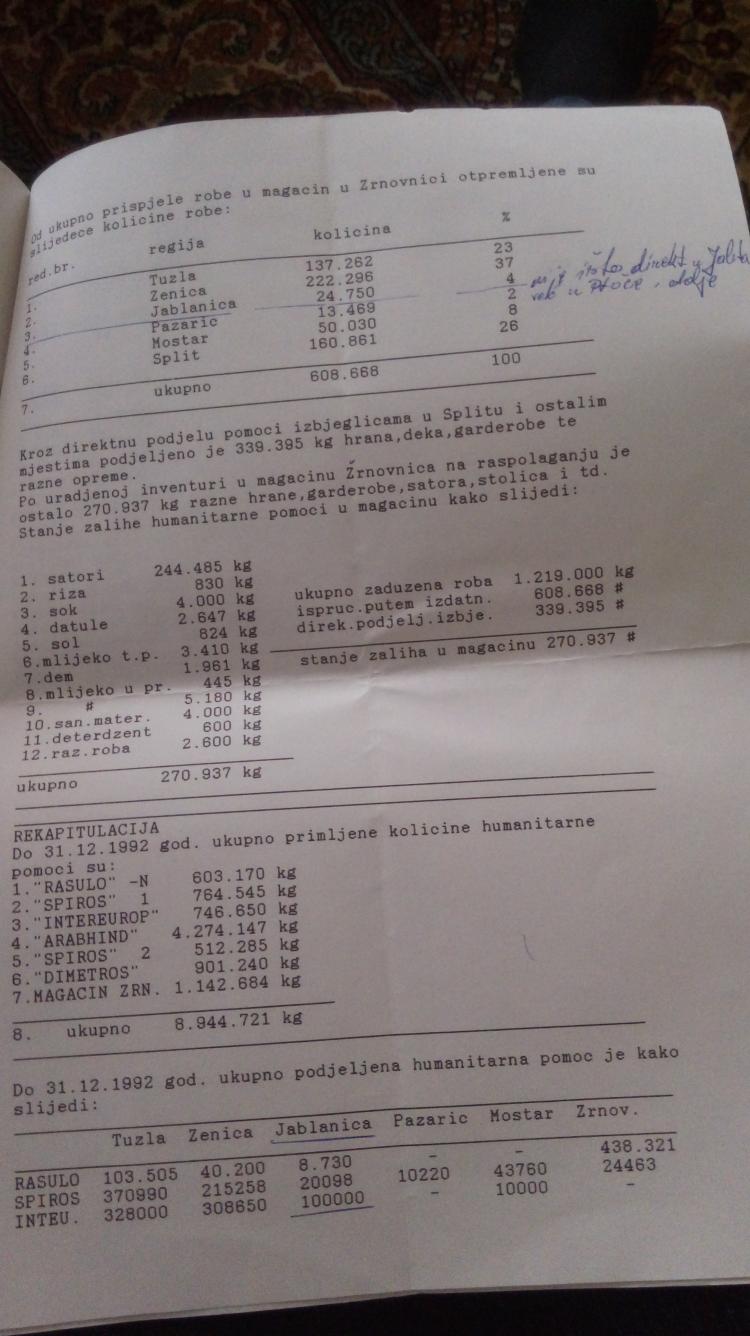 od ukupno prispjele robe u magacin u Zrnovnici otpremljene su
slijedece kolicine robe:
red.br. regija kolicina %
1. Tuzla 137.262 23
2. Zenica 222.296 37
3. Jablanica 24.750 4
4. Pazaric 13.469 2
5. Mostar 50.030 8
6. Split 160.861 26
7. ukupno 608.668 100
direkt u
u Ploče
Kroz direktnu podjelu pomoci izbjeglicama u Splitu i ostalim
mjestima podjeljeno je 339.395 kg hrana,deka,garderobe te
razne opreme.
Po uradjenoj inventuri u magacinu Žrnovnica na raspolaganju je
ostalo 270.937 kg razne hrane,garderobe,satora,stolica i td.
Stanje zalihe humanitarne pomoci u magacinu kako slijedi:
1. satori 244.485 kg
2. riza 830 kg
3. sok 4.000 kg
4. datule 2.647 kg
5. sol 824 kg
6.mlijeko t.p. 3.410 kg
7.dem 1.961 kg
8.mlijeko u pr. 445 kg
9. # 5.180 kg
10.san.mater. 4.000 kg
11.deterdzent 600 kg
12.raz.roba 2.600 kg
ukupno 270.937 kg
ukupno zaduzena roba 1.219.000 kg
ispruc.putem izdatn. 608.668 #
direk.podjelj.izbje. 339.395 #
stanje zaliha u magacinu 270.937 #
REKAPITULACIJA
Do 31.12.1992 god. ukupno primljene kolicine humanitarne
pomoci su:
1."RASULO" -N 603.170 kg
2."SPIROS" 1 764.545 kg
3."INTEREUROP" 746.650 kg
4."ARABHIND" 4.274.147 kg
5."SPIROS" 2 512.285 kg
6."DIMETROS" 901.240 kg
7.MAGACIN ZRN. 1.142.684 kg
8. ukupno 8.944.721 kg
Do 31.12.1992 god. ukupno podjeljena humanitarna pomoc je kako
slijedi:
Tuzla Zenica Jablanica Pazaric Mostar Zrnov.
RASULO 103.505 40.200 8.730 - - 438.321
SPIROS 370990 215258 20098 10220 43760 24463
INTEU. 328000 308650 100000 - 10000 -